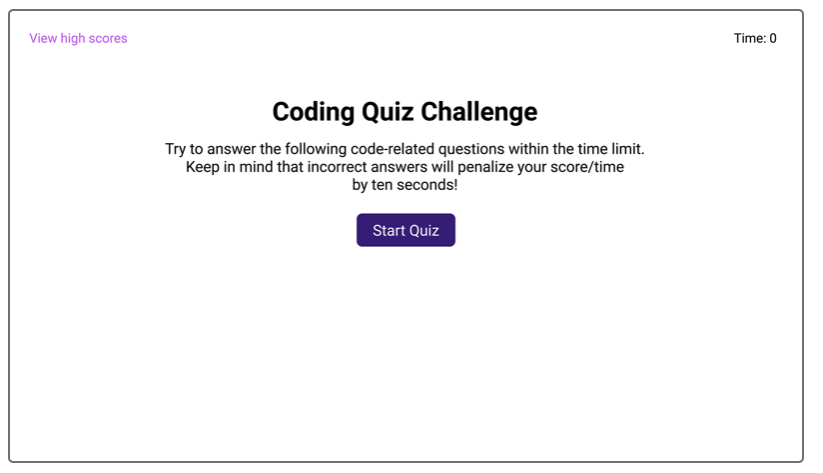 View high scores
Time: 0
Coding Quiz Challenge
Try to answer the following code-related questions within the time limit.
Keep in mind that incorrect answers will penalize your score/time
by ten seconds!
Start Quiz